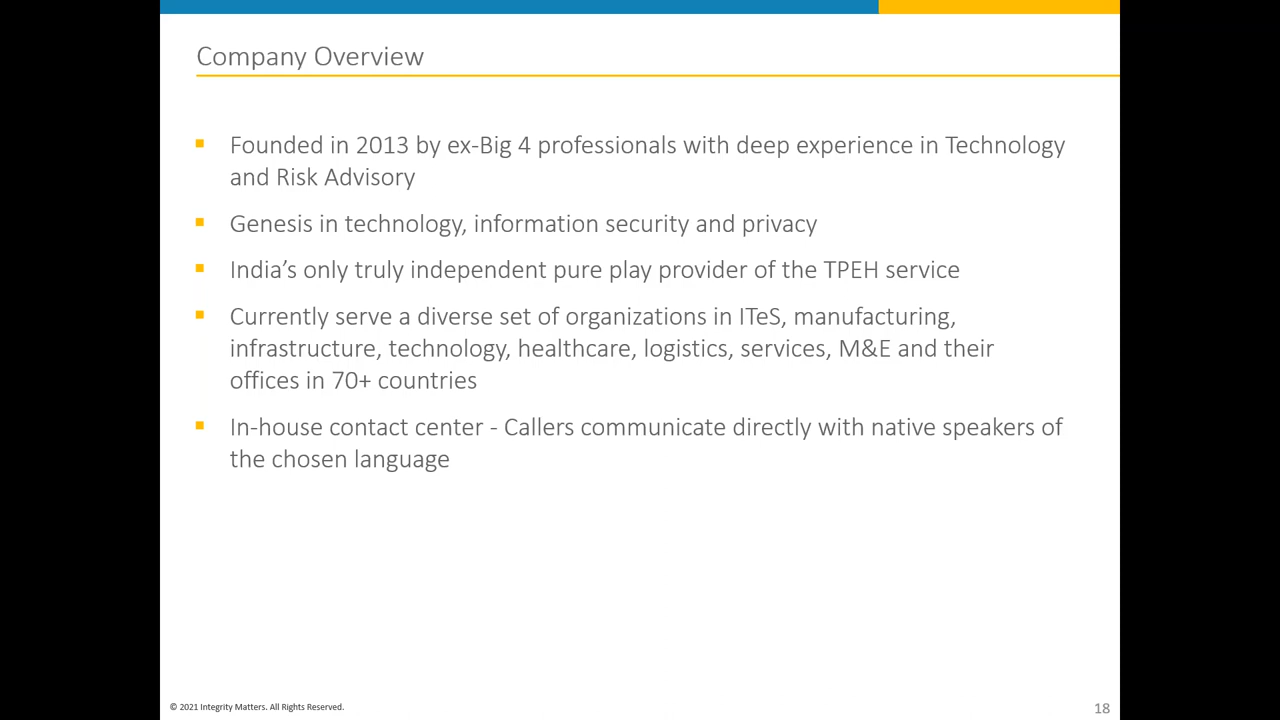 Company Overview
Founded in 2013 by ex-Big 4 professionals with deep experience in Technology
and Risk Advisory
Genesis in technology, information security and privacy
India’s only truly independent pure play provider of the TPEH service
Currently serve a diverse set of organizations in ITeS, manufacturing,
infrastructure, technology, healthcare, logistics, services, M&E and their
offices in 70+ countries
In-house contact center - Callers communicate directly with native speakers of
the chosen language
© 2021 Integrity Matters. All Rights Reserved.
18